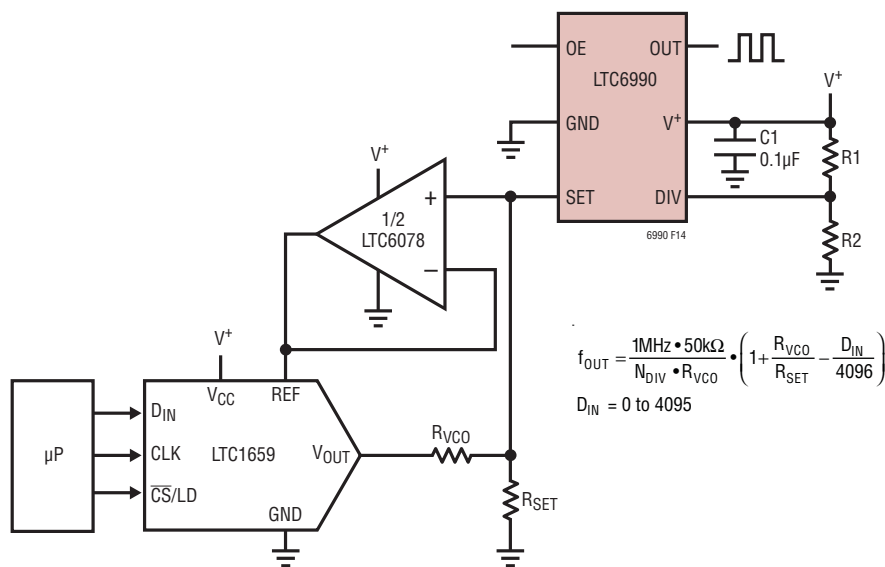 OE
OUT
LTC6990
V+
GND
V+
C1
0.1µF
R1
SET
DIV
6990 F14
R2
V+
+
1/2
LTC6078
–
V+
VCC
REF
µP
DIN
CLK
CS/LD
LTC1659
VOUT
GND
RVCO
RSET
fOUT = 1MHz • 50kΩ / NDIV • RVCO • (1 + RVCO / RSET – DIN / 4096)
DIN = 0 to 4095